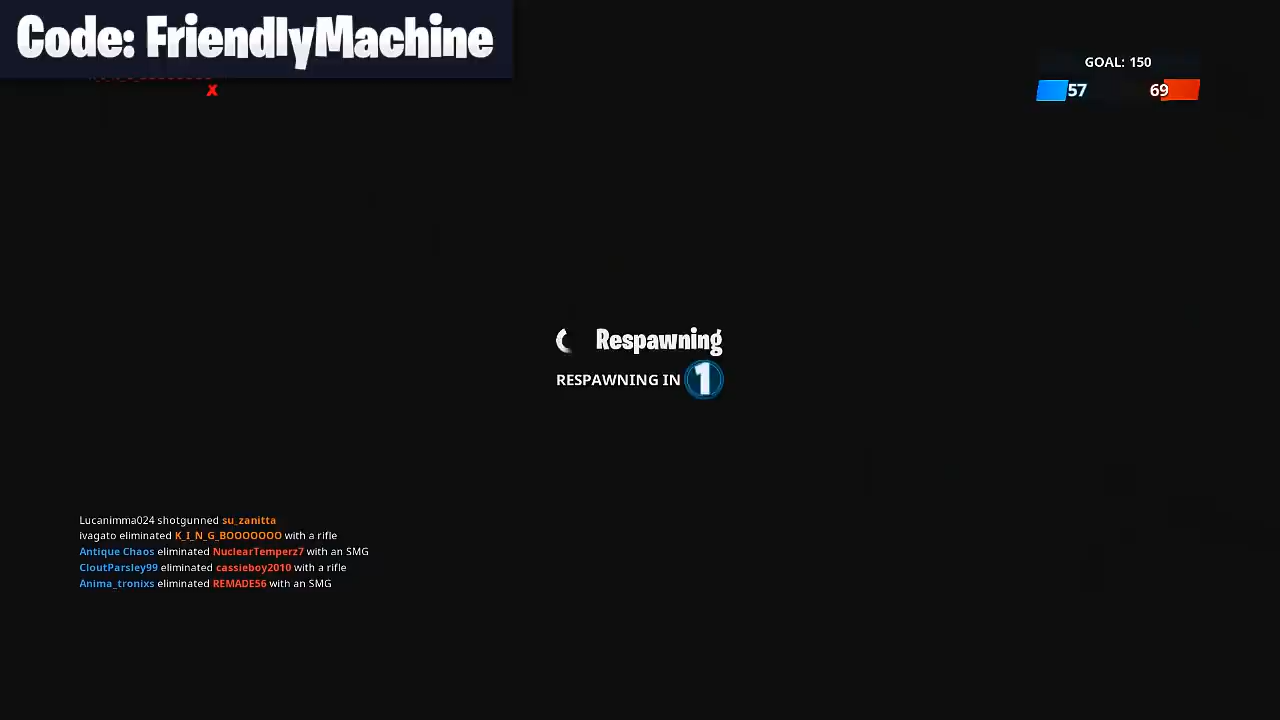 Code: FriendlyMachine
X
GOAL: 150
57 69
Respawning
RESPAWNING IN 1
Lucanimma024 shotgunned su_zanitta
ivagato eliminated K_I_N_G_BOOOOOOO with a rifle
Antique Chaos eliminated NuclearTemperz7 with an SMG
CloutParsley99 eliminated cassieboy2010 with a rifle
Anima_tronixs eliminated REMADE56 with an SMG